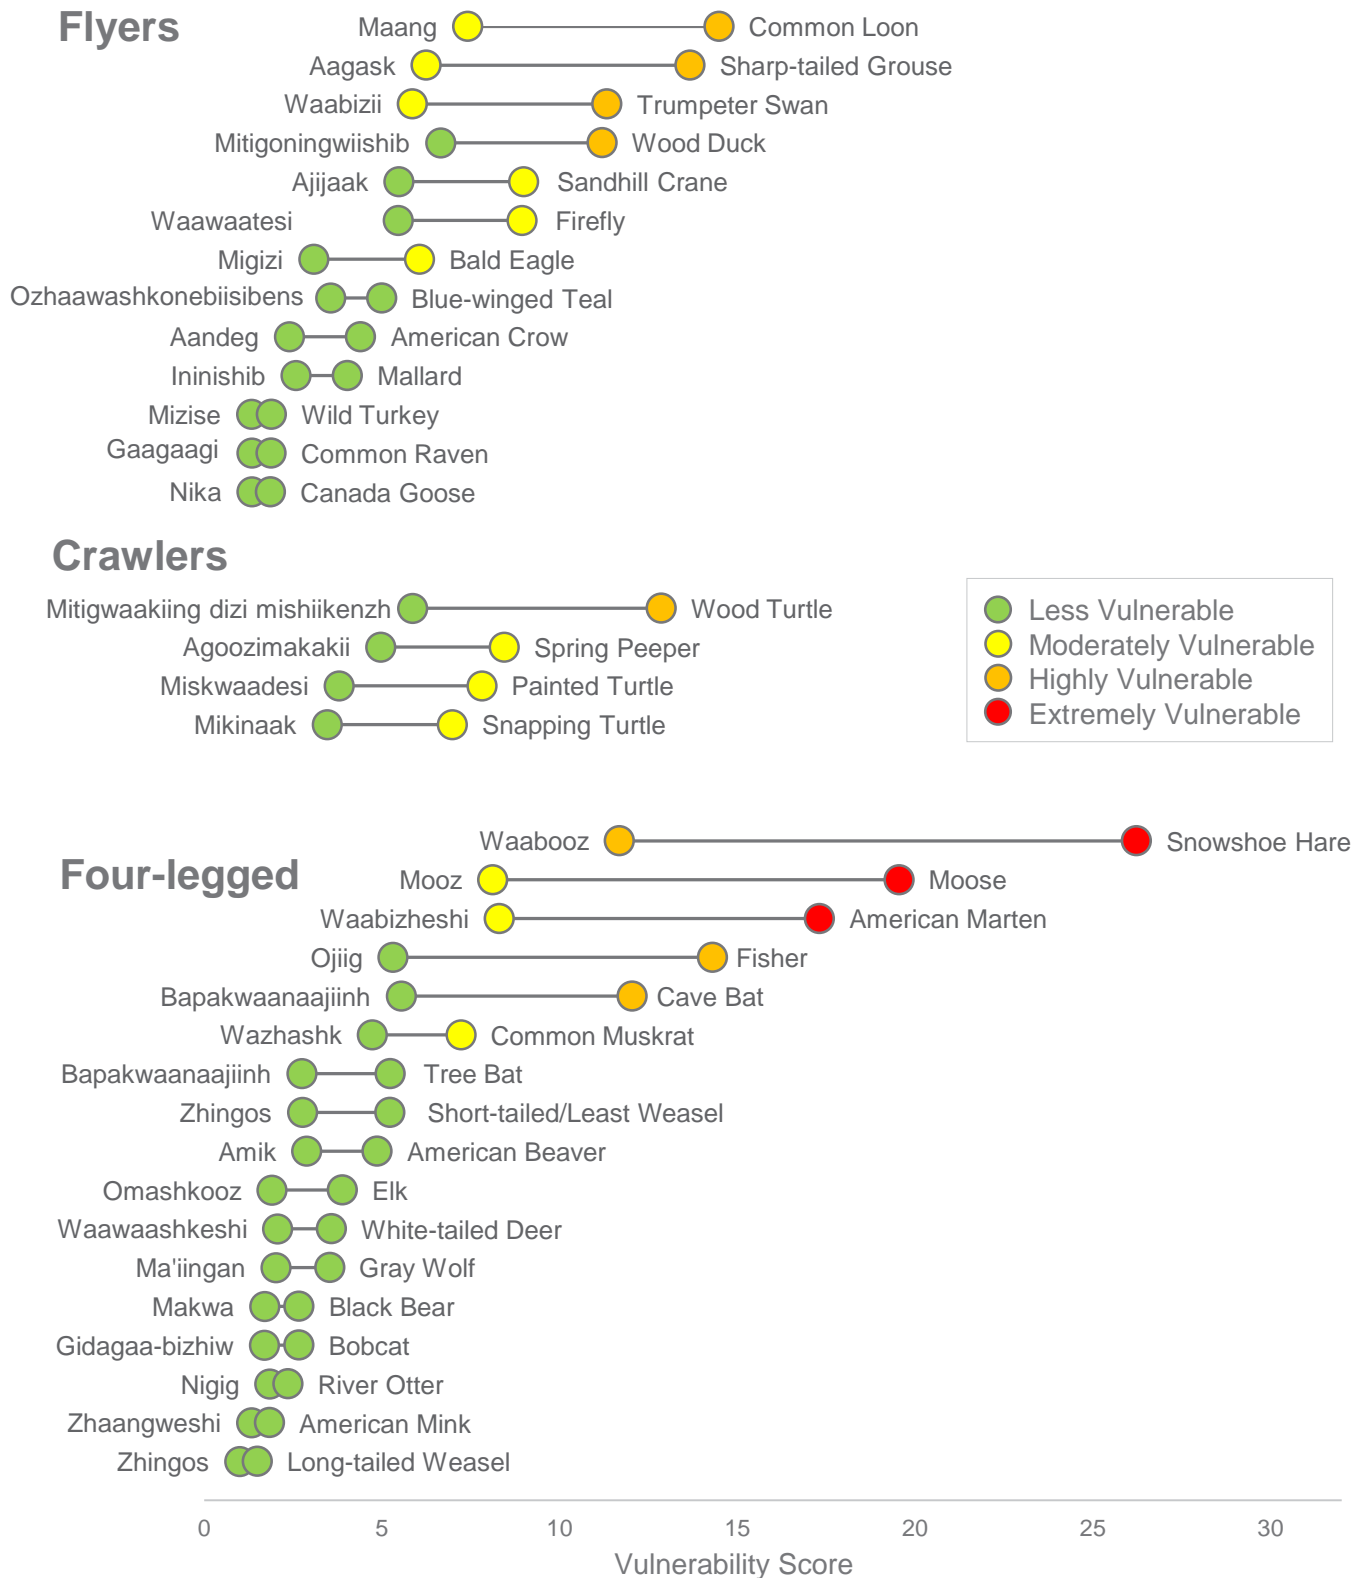 Flyers
Maang Common Loon
Aagask Sharp-tailed Grouse
Waabizii Trumpeter Swan
Mitigoningwiishib Wood Duck
Ajijaak Sandhill Crane
Waawaatesi Firefly
Migizi Bald Eagle
Ozhaawashkonebiisibens Blue-winged Teal
Aandeg American Crow
Ininishib Mallard
Mizise Wild Turkey
Gaagaagi Common Raven
Nika Canada Goose
Crawlers
Mitigwaakiing dizi mishiikenzh Wood Turtle
Agoozimakakii Spring Peeper
Miskwaadesi Painted Turtle
Mikinaak Snapping Turtle
Less Vulnerable
Moderately Vulnerable
Highly Vulnerable
Extremely Vulnerable
Four-legged
Waabooz Snowshoe Hare
Mooz Moose
Waabizheshi American Marten
Ojiig Fisher
Bapakwaanaajiinh Cave Bat
Wazhashk Common Muskrat
Bapakwaanaajiinh Tree Bat
Zhingos Short-tailed/Least Weasel
Amik American Beaver
Omashkooz Elk
Waawaashkeshi White-tailed Deer
Ma'iingan Gray Wolf
Makwa Black Bear
Gidagaa-bizhiw Bobcat
Nigig River Otter
Zhaangweshi American Mink
Zhingos Long-tailed Weasel
0 5 10 15 20 25 30
Vulnerability Score